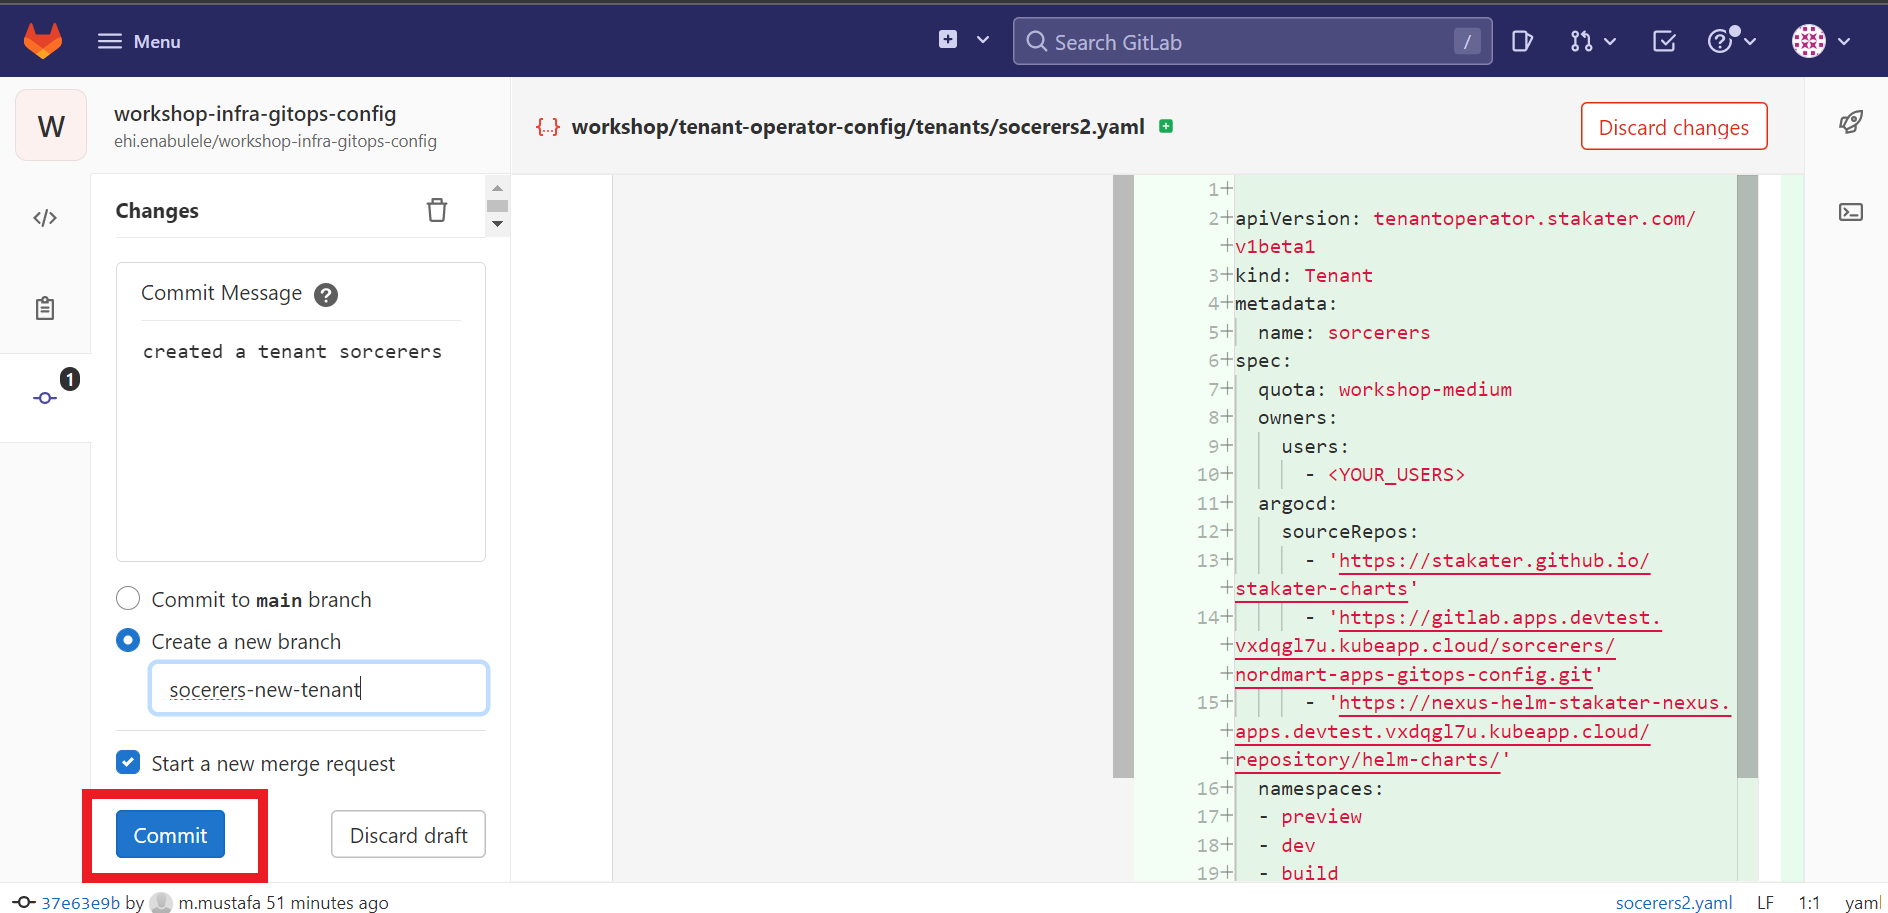 Menu
Search GitLab
/
W
workshop-infra-gitops-config
ehi.enabulele/workshop-infra-gitops-config
{..} workshop/tenant-operator-config/tenants/socerers2.yaml
Discard changes
Changes
Commit Message ?
created a tenant sorcerers
1
Commit to main branch
Create a new branch
socerers-new-tenant
Start a new merge request
Commit
Discard draft
1+
2+apiVersion: tenantoperator.stakater.com/
+v1beta1
3+kind: Tenant
4+metadata:
5+  name: sorcerers
6+spec:
7+  quota: workshop-medium
8+  owners:
9+    users:
10+      - <YOUR_USERS>
11+  argocd:
12+    sourceRepos:
13+      - 'https://stakater.github.io/
+stakater-charts'
14+      - 'https://gitlab.apps.devtest.
+vxdqgl7u.kubeapp.cloud/sorcerers/
+nordmart-apps-gitops-config.git'
15+      - 'https://nexus-helm-stakater-nexus.
+apps.devtest.vxdqgl7u.kubeapp.cloud/
+repository/helm-charts/'
16+  namespaces:
17+  - preview
18+  - dev
19+  - build
37e63e9b by m.mustafa 51 minutes ago
socerers2.yaml LF 1:1 yaml